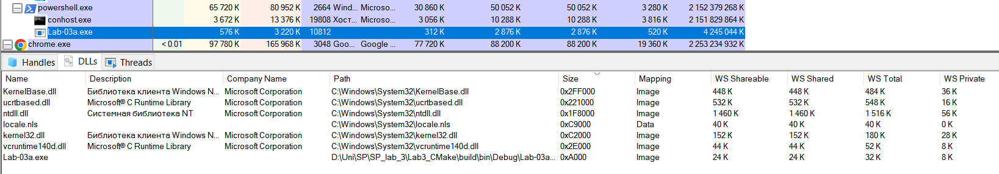 powershell.exe 65 720 K 80 952 K 2664 Wind... Microso... 30 860 K 50 052 K 50 052 K 3 280 K 2 152 379 268 K
conhost.exe 3 672 K 13 376 K 19808 Хост... Microso... 3 056 K 10 288 K 10 288 K 3 816 K 2 151 829 864 K
Lab-03a.exe 576 K 3 220 K 10812 312 K 2 876 K 2 876 K 520 K 4 245 044 K
chrome.exe < 0.01 97 780 K 165 968 K 3048 Goo... Google ... 77 720 K 88 200 K 88 200 K 19 360 K 2 253 234 932 K
Handles DLLs Threads
Name Description Company Name Path Size Mapping WS Shareable WS Shared WS Total WS Private
KernelBase.dll Библиотека клиента Windows N... Microsoft Corporation C:\Windows\System32\KernelBase.dll 0x2FF000 Image 448 K 448 K 484 K 36 K
ucrtbased.dll Microsoft® C Runtime Library Microsoft Corporation C:\Windows\System32\ucrtbased.dll 0x221000 Image 532 K 532 K 548 K 16 K
ntdll.dll Системная библиотека NT Microsoft Corporation C:\Windows\System32\ntdll.dll 0x1F8000 Image 1 460 K 1 460 K 1 516 K 56 K
locale.nls C:\Windows\System32\locale.nls 0xC9000 Data 40 K 40 K 40 K 0 K
kernel32.dll Библиотека клиента Windows N... Microsoft Corporation C:\Windows\System32\kernel32.dll 0xC2000 Image 152 K 152 K 180 K 28 K
vcruntime140d.dll Microsoft® C Runtime Library Microsoft Corporation C:\Windows\System32\vcruntime140d.dll 0x2E000 Image 44 K 44 K 52 K 8 K
Lab-03a.exe D:\Uni\SP\SP_lab_3\Lab3_CMake\build\bin\Debug\Lab-03a... 0xA000 Image 24 K 24 K 32 K 8 K